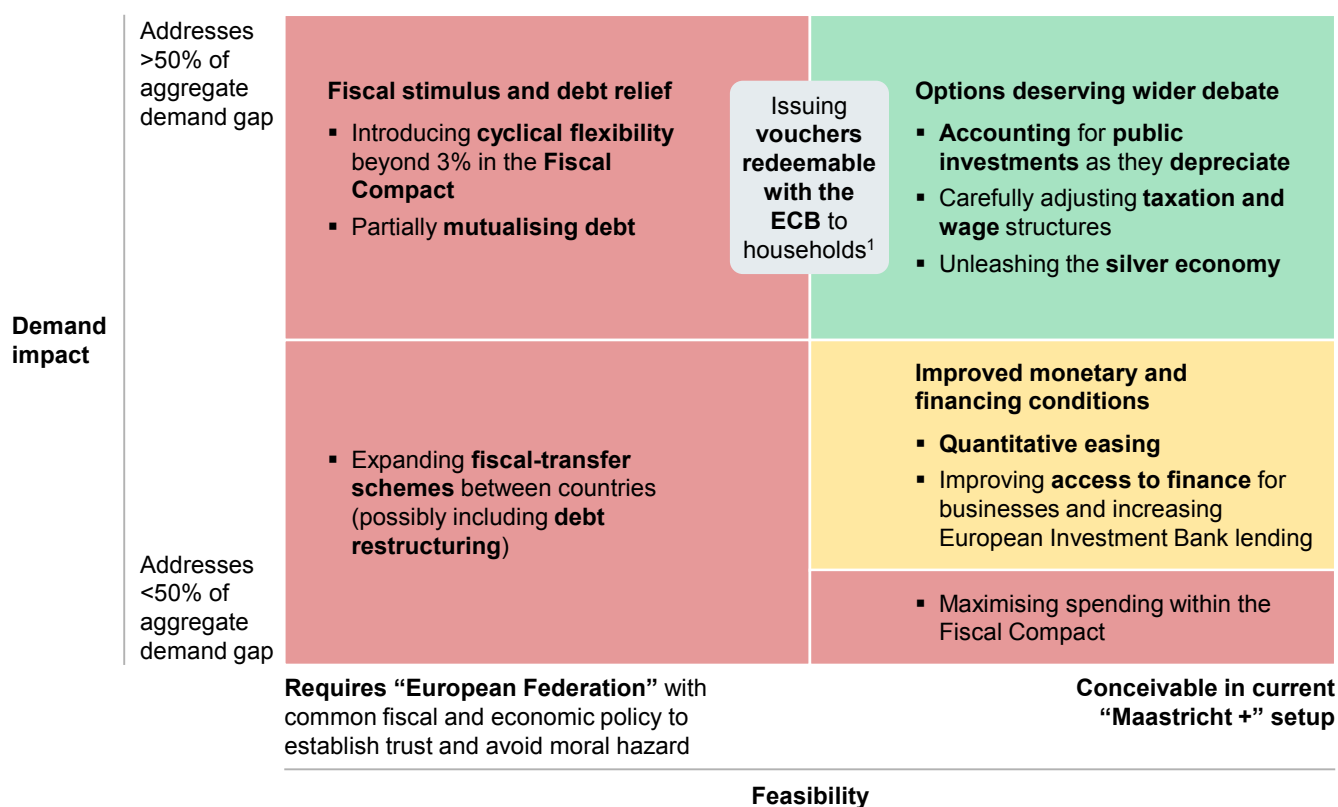 Addresses
>50% of
aggregate
demand gap
Fiscal stimulus and debt relief
▪ Introducing cyclical flexibility
beyond 3% in the Fiscal
Compact
▪ Partially mutualising debt
Issuing
vouchers
redeemable
with the
ECB to
households1
Options deserving wider debate
▪ Accounting for public
investments as they depreciate
▪ Carefully adjusting taxation and
wage structures
▪ Unleashing the silver economy
Demand
impact
▪ Expanding fiscal-transfer
schemes between countries
(possibly including debt
restructuring)
Improved monetary and
financing conditions
▪ Quantitative easing
▪ Improving access to finance for
businesses and increasing
European Investment Bank lending
Addresses
<50% of
aggregate
demand gap
▪ Maximising spending within the
Fiscal Compact
Requires “European Federation” with
common fiscal and economic policy to
establish trust and avoid moral hazard
Conceivable in current
“Maastricht +” setup
Feasibility